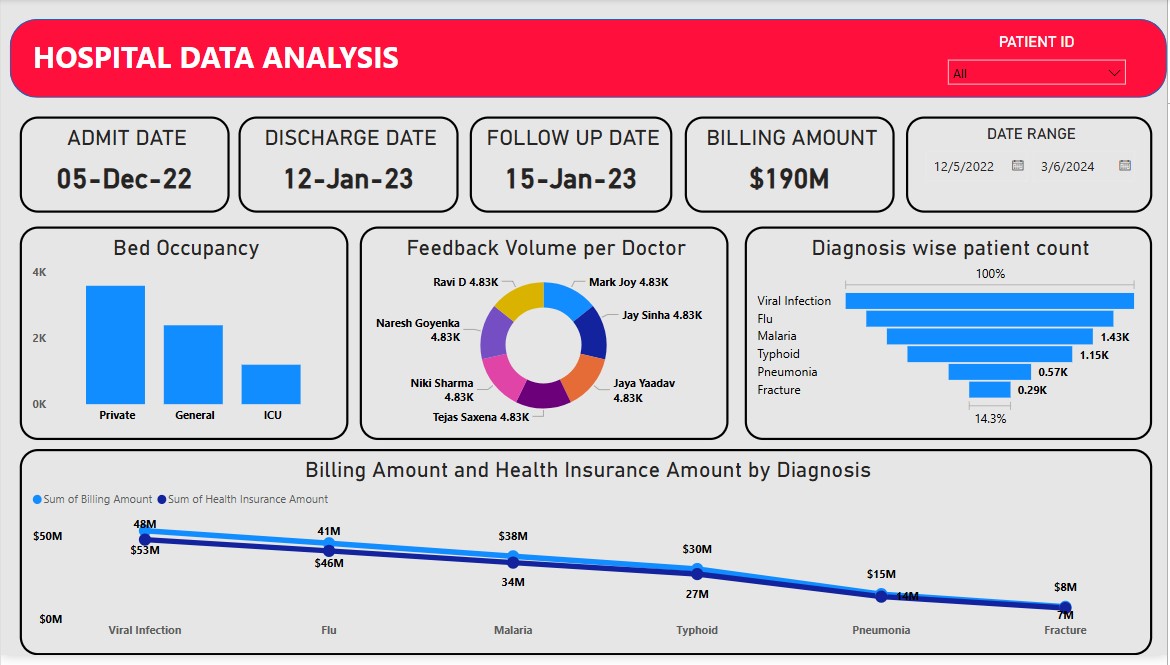 HOSPITAL DATA ANALYSIS
PATIENT ID
All
ADMIT DATE
05-Dec-22
DISCHARGE DATE
12-Jan-23
FOLLOW UP DATE
15-Jan-23
BILLING AMOUNT
$190M
DATE RANGE
12/5/2022
3/6/2024
Bed Occupancy
4K
2K
0K
Private
General
ICU
Feedback Volume per Doctor
Ravi D 4.83K
Mark Joy 4.83K
Jay Sinha 4.83K
Naresh Goyenka
4.83K
Niki Sharma
4.83K
Jaya Yaadav
4.83K
Tejas Saxena 4.83K
Diagnosis wise patient count
100%
Viral Infection
Flu
Malaria
1.43K
Typhoid
1.15K
Pneumonia
0.57K
Fracture
0.29K
14.3%
Billing Amount and Health Insurance Amount by Diagnosis
Sum of Billing Amount
Sum of Health Insurance Amount
$50M
$0M
48M
$53M
41M
$46M
$38M
34M
$30M
27M
$15M
14M
$8M
7M
Viral Infection
Flu
Malaria
Typhoid
Pneumonia
Fracture